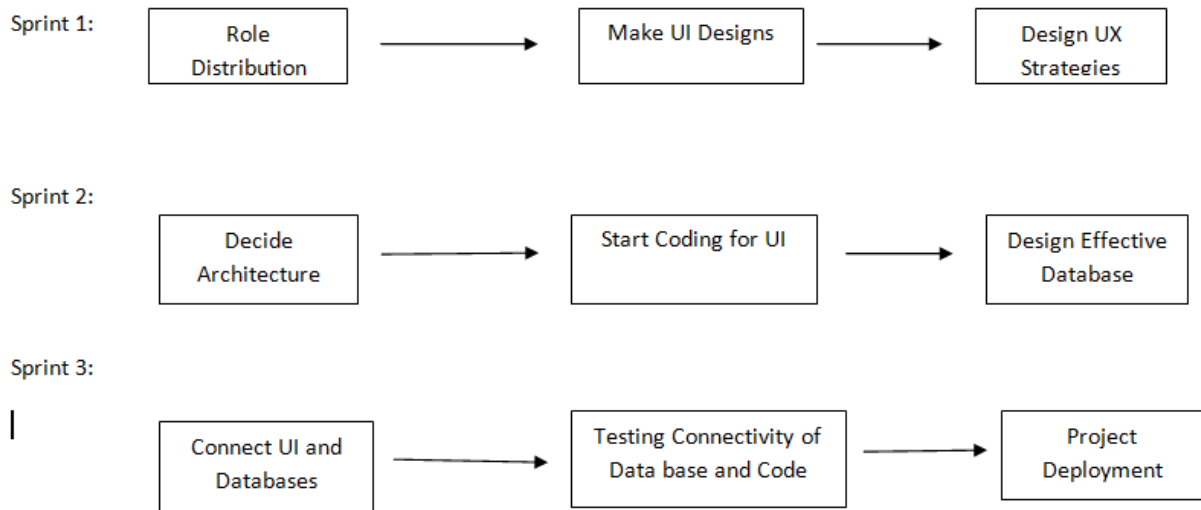 Sprint 1:
Role
Distribution
Make UI Designs
Design UX
Strategies
Sprint 2:
Decide
Architecture
Start Coding for UI
Design Effective
Database
Sprint 3:
Connect UI and
Databases
Testing Connectivity of
Data base and Code
Project
Deployment